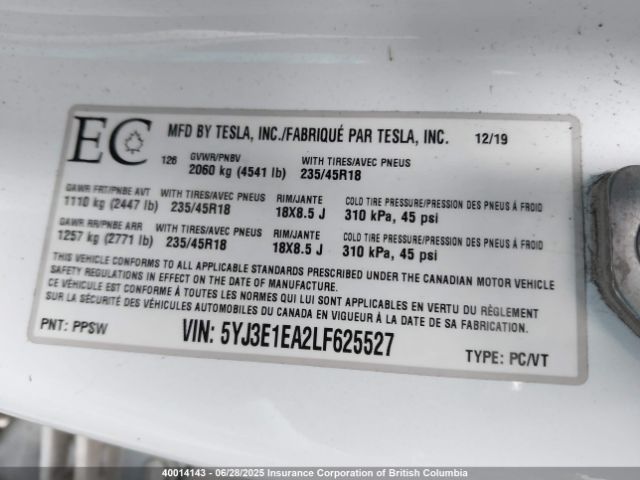 EC MFD BY TESLA, INC./FABRIQUÉ PAR TESLA, INC. 12/19
126 GVWR/PNBV WITH TIRES/AVEC PNEUS
2060 kg (4541 lb) 235/45R18
GAWR FRT/PNBE AVT WITH TIRES/AVEC PNEUS RIM/JANTE COLD TIRE PRESSURE/PRESSION DES PNEUS À FROID
1110 kg (2447 lb) 235/45R18 18X8.5 J 310 kPa, 45 psi
GAWR RR/PNBE ARR WITH TIRES/AVEC PNEUS RIM/JANTE COLD TIRE PRESSURE/PRESSION DES PNEUS À FROID
1257 kg (2771 lb) 235/45R18 18X8.5 J 310 kPa, 45 psi
THIS VEHICLE CONFORMS TO ALL APPLICABLE STANDARDS PRESCRIBED UNDER THE CANADIAN MOTOR VEHICLE
SAFETY REGULATIONS IN EFFECT ON THE DATE OF MANUFACTURE.
CE VÉHICULE EST CONFORME À TOUTES LES NORMES QUI LUI SONT APPLICABLES EN VERTU DU RÈGLEMENT
SUR LA SÉCURITÉ DES VÉHICULES AUTOMOBILES DU CANADA EN VIGUEUR À LA DATE DE SA FABRICATION.
PNT: PPSW VIN: 5YJ3E1EA2LF625527 TYPE: PC/VT
40014143 - 06/28/2025 Insurance Corporation of British Columbia